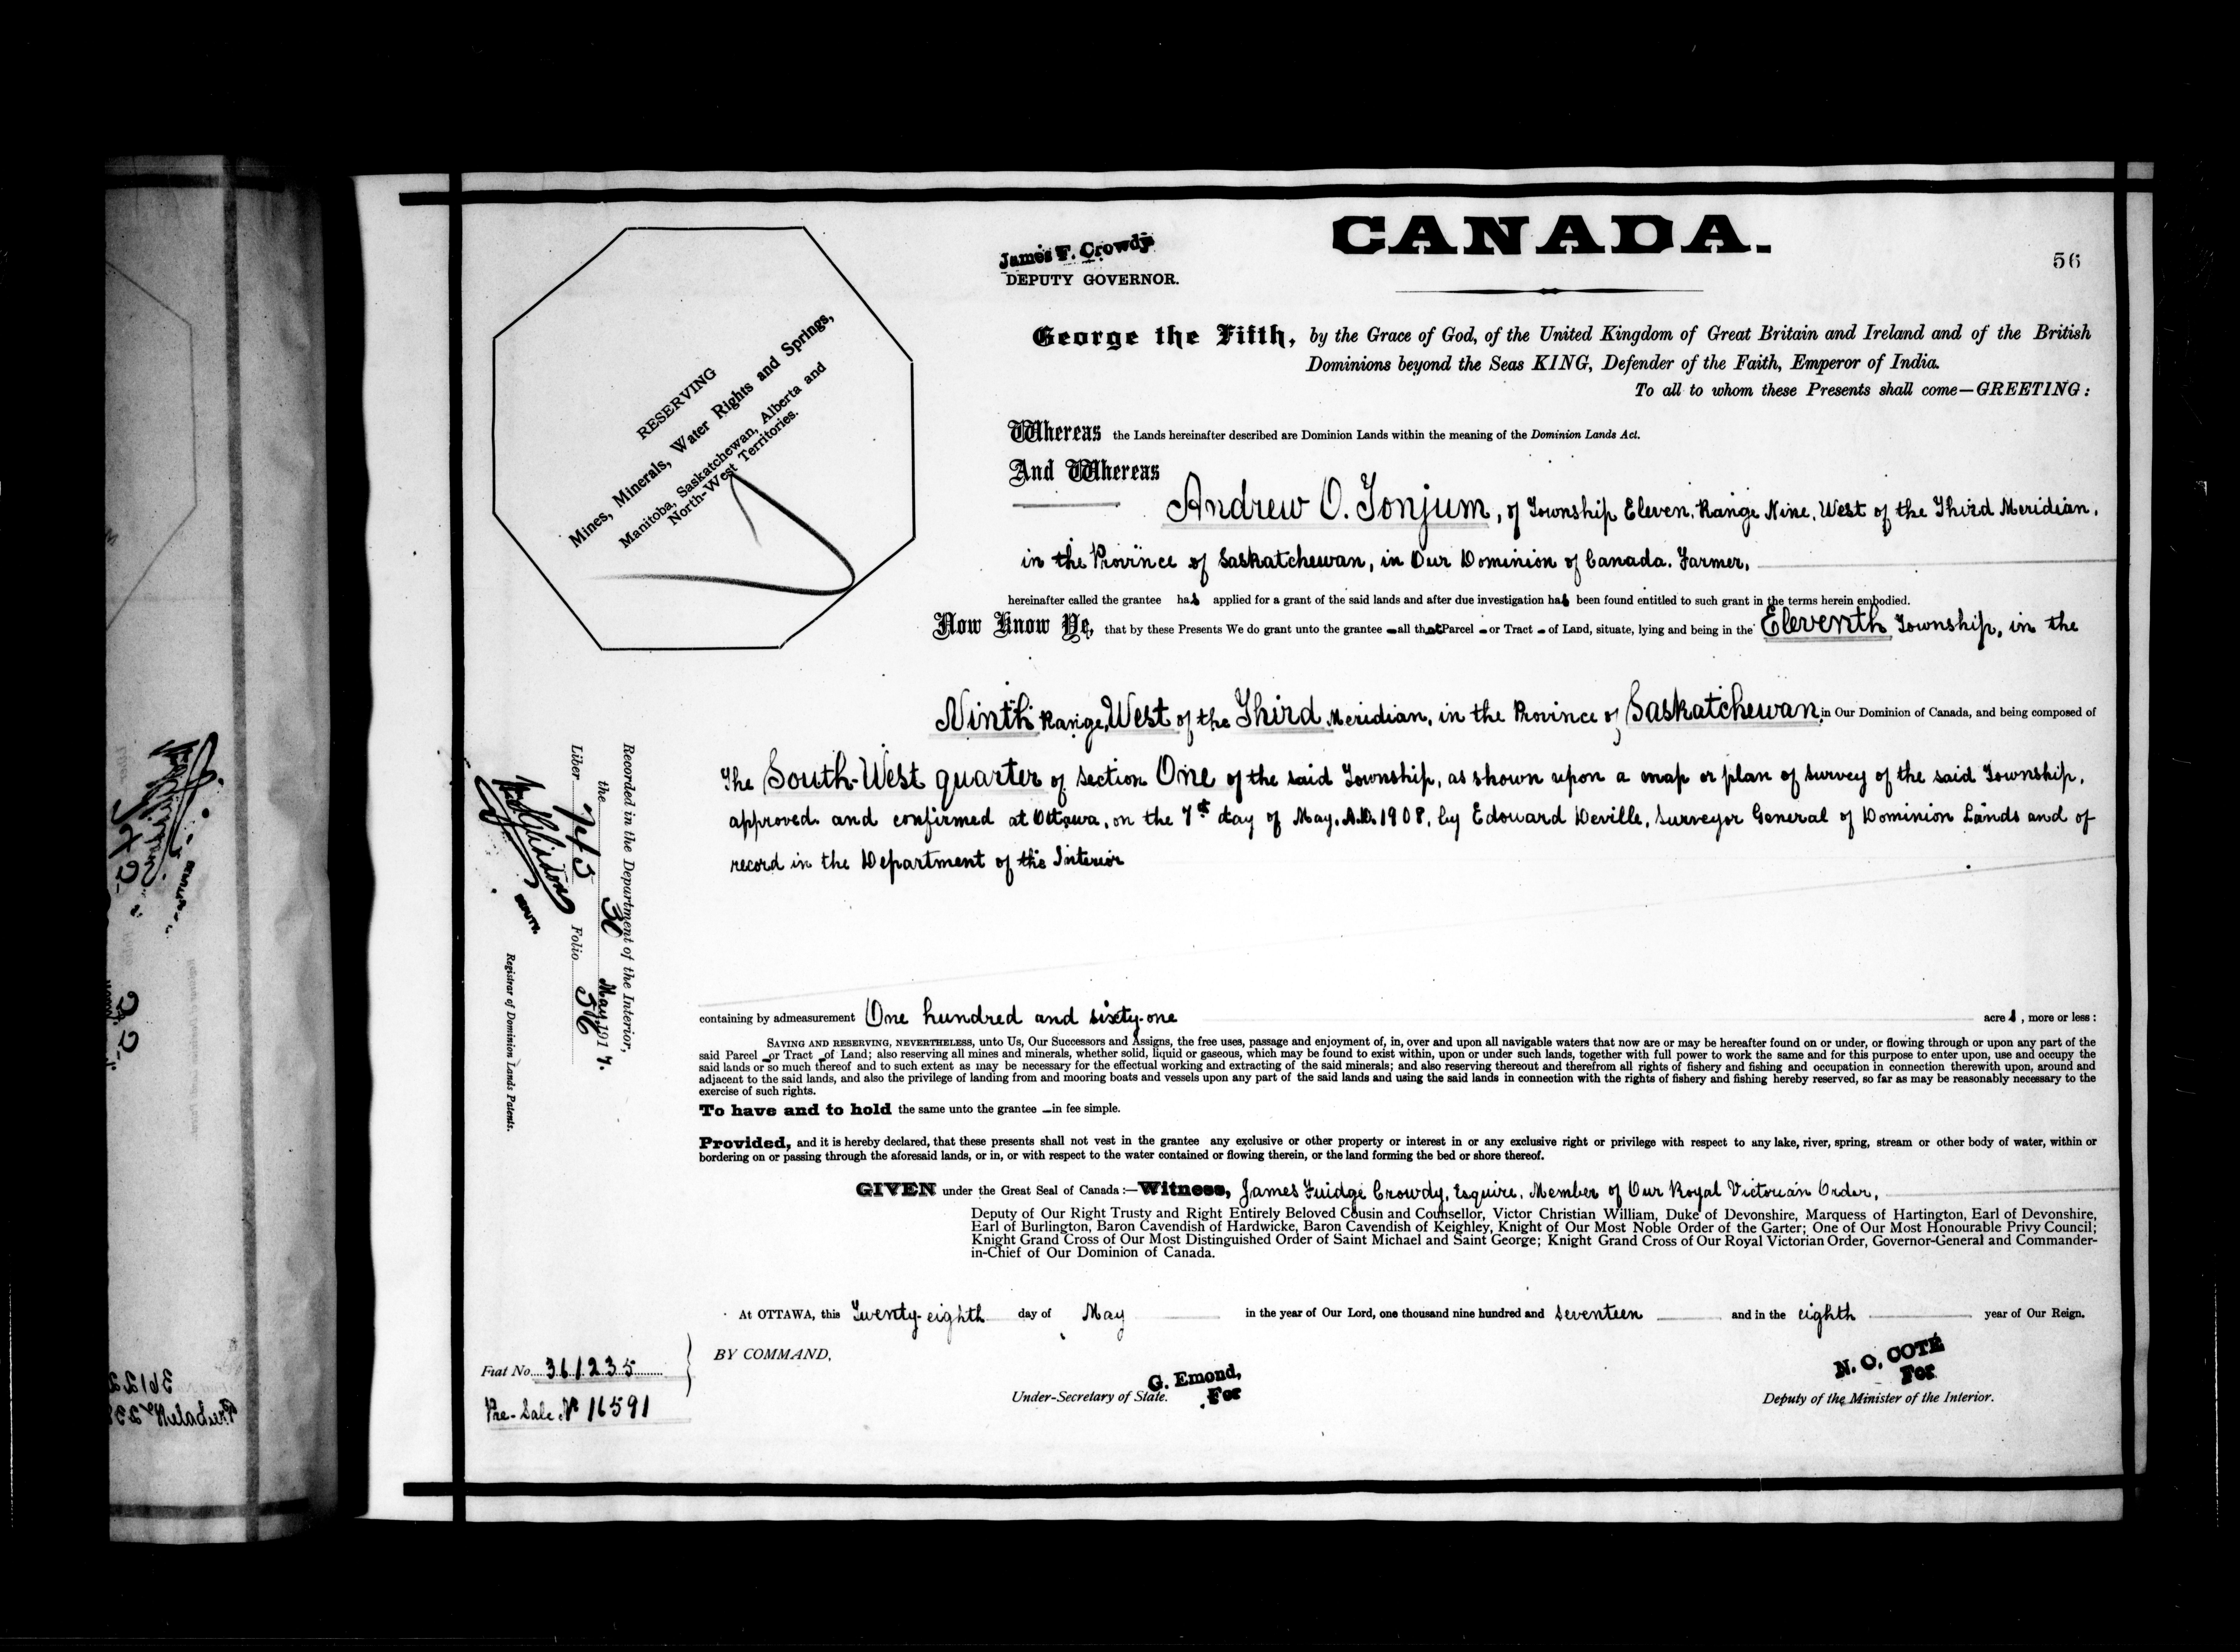 CANADA.
James F. Crowdy
DEPUTY GOVERNOR.
56
RESERVING
Mines, Minerals, Water Rights and Springs,
Manitoba, Saskatchewan, Alberta and
North-West Territories.
George the Fifth, by the Grace of God, of the United Kingdom of Great Britain and Ireland and of the British
Dominions beyond the Seas KING, Defender of the Faith, Emperor of India.
To all to whom these Presents shall come—GREETING:
Whereas the Lands hereinafter described are Dominion Lands within the meaning of the Dominion Lands Act.
And Whereas
Andrew O. Tonjum, of Township Eleven, Range Nine, West of the Third Meridian,
in the Province of Saskatchewan, in Our Dominion of Canada. Farmer,
hereinafter called the grantee has applied for a grant of the said lands and after due investigation has been found entitled to such grant in the terms herein embodied.
Now Know Ye, that by these Presents We do grant unto the grantee all that Parcel or Tract of Land, situate, lying and being in the Eleventh Township, in the
Ninth Range, West of the Third Meridian, in the Province of Saskatchewan in Our Dominion of Canada, and being composed of
The South-West quarter of Section One of the said Township, as shown upon a map or plan of survey of the said Township,
approved and confirmed at Ottawa, on the 7st day of May, A.D. 1908, by Edouard Deville, Surveyor General of Dominion Lands and of
record in the Department of the Interior
containing by admeasurement One hundred and sixty-one acres, more or less:
SAVING AND RESERVING, NEVERTHELESS, unto Us, Our Successors and Assigns, the free uses, passage and enjoyment of, in, over and upon all navigable waters that now are or may be hereafter found on or under, or flowing through or upon any part of the
said Parcel or Tract of Land; also reserving all mines and minerals, whether solid, liquid or gaseous, which may be found to exist within, upon or under such lands, together with full power to work the same and for this purpose to enter upon, use and occupy the
said lands or so much thereof and to such extent as may be necessary for the effectual working and extracting of the said minerals; and also reserving thereout and therefrom all rights of fishery and fishing and occupation in connection therewith upon, around and
adjacent to the said lands, and also the privilege of landing from and mooring boats and vessels upon any part of the said lands and using the said lands in connection with the rights of fishery and fishing hereby reserved, so far as may be reasonably necessary to the
exercise of such rights.
To have and to hold the same unto the grantee in fee simple.
Provided, and it is hereby declared, that these presents shall not vest in the grantee any exclusive or other property or interest in or any exclusive right or privilege with respect to any lake, river, spring, stream or other body of water, within or
bordering on or passing through the aforesaid lands, or in, or with respect to the water contained or flowing therein, or the land forming the bed or shore thereof.
GIVEN under the Great Seal of Canada:—Witness, James Fuidge Crowdy, Esquire, Member of Our Royal Victorian Order,
Deputy of Our Right Trusty and Right Entirely Beloved Cousin and Counsellor, Victor Christian William, Duke of Devonshire, Marquess of Hartington, Earl of Devonshire,
Earl of Burlington, Baron Cavendish of Hardwicke, Baron Cavendish of Keighley, Knight of Our Most Noble Order of the Garter; One of Our Most Honourable Privy Council;
Knight Grand Cross of Our Most Distinguished Order of Saint Michael and Saint George; Knight Grand Cross of Our Royal Victorian Order, Governor-General and Commander-
in-Chief of Our Dominion of Canada.
At OTTAWA, this Twenty-eighth day of May in the year of Our Lord, one thousand nine hundred and seventeen and in the eighth year of Our Reign.
BY COMMAND,
G. Emond,
For
Under-Secretary of State.
N. O. COTÉ
For
Deputy of the Minister of the Interior.
Recorded in the Department of the Interior,
the 30 May, 1917.
Liber Folio 56
DEPUTY.
Registrar of Dominion Lands Patents.
Fiat No. 361235
Pre-Sale No 16591